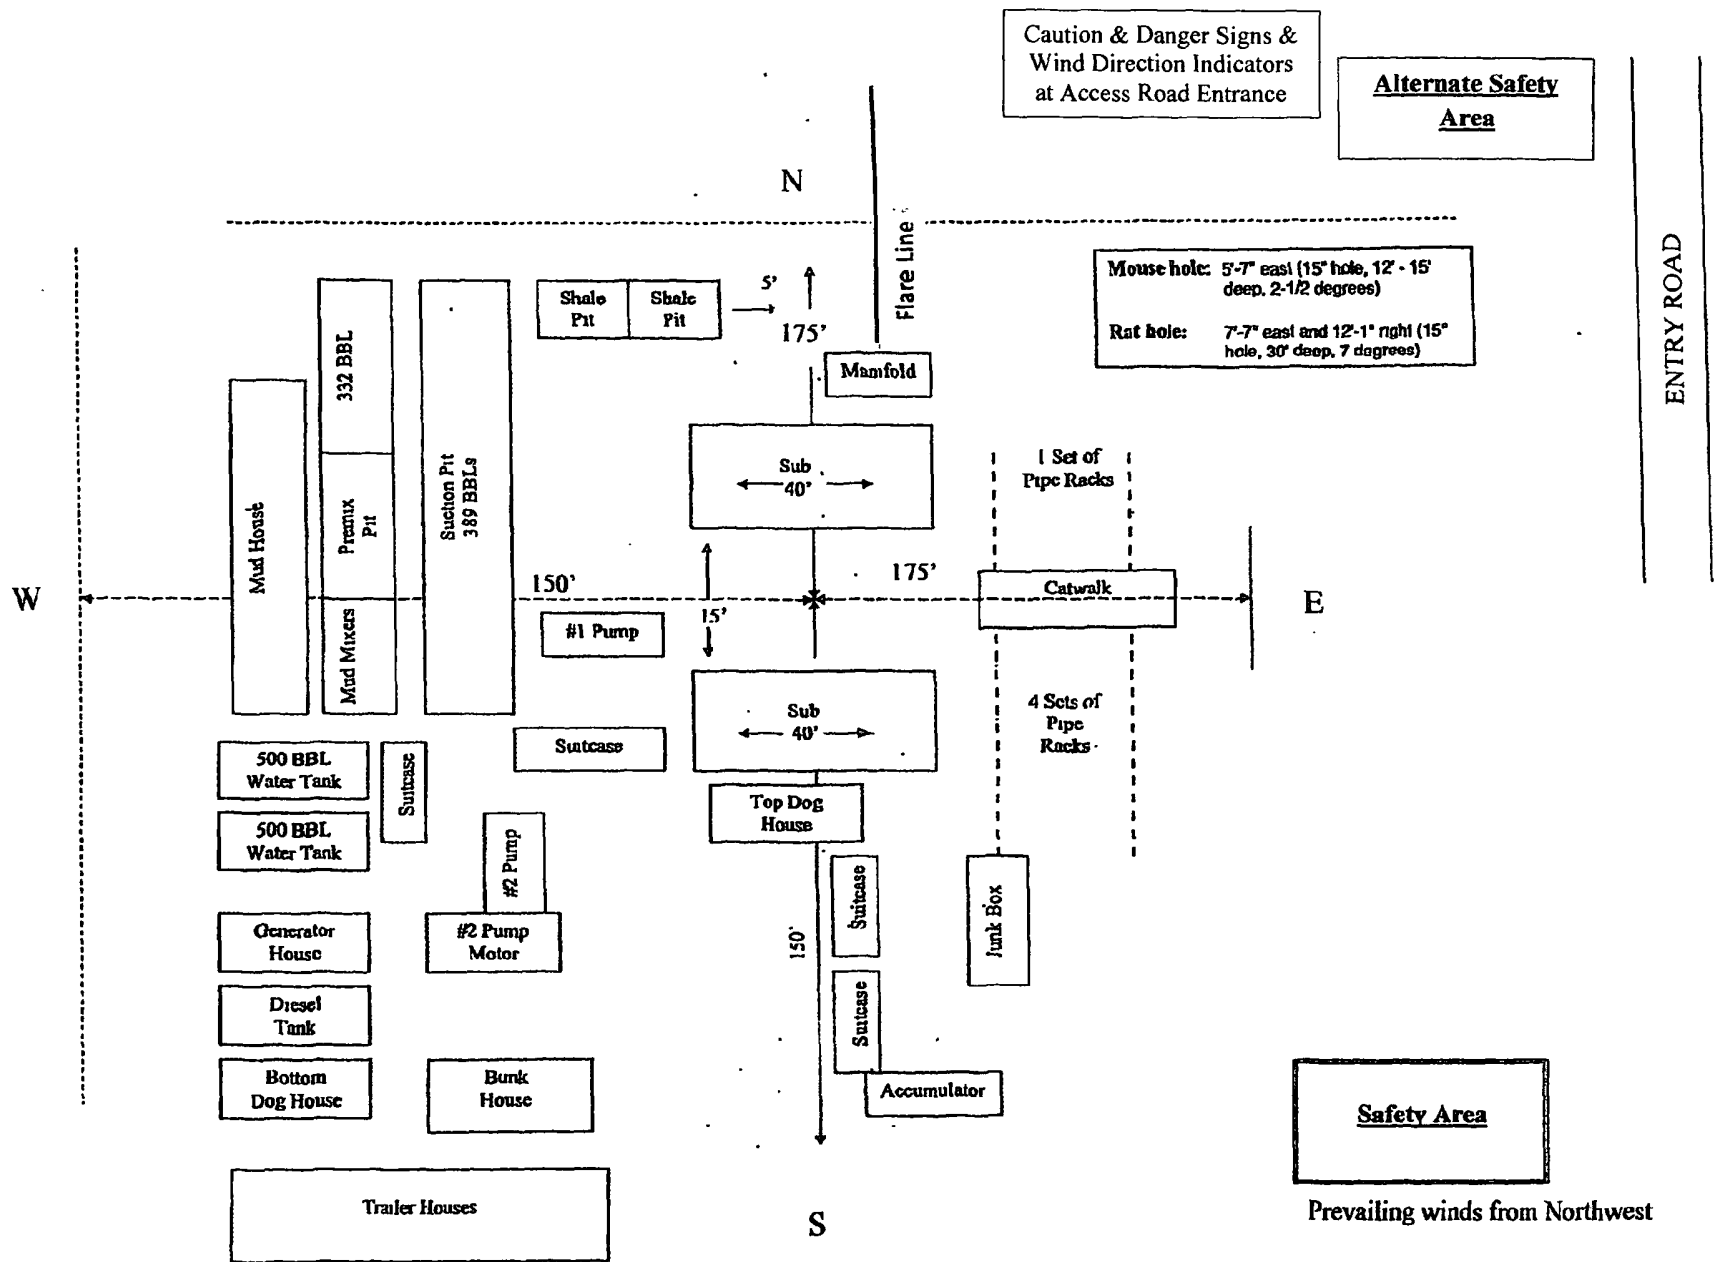 Caution & Danger Signs &
Wind Direction Indicators
at Access Road Entrance
Alternate Safety
Area
N
Flare Line
ENTRY ROAD
Mouse hole: 5'-7" east (15" hole, 12' - 15'
deep, 2-1/2 degrees)
Rat hole: 7'-7" east and 12'-1" right (15"
hole, 30' deep, 7 degrees)
Shale
Pit
Shale
Pit
5'
175'
Manifold
332 BBL
Premix
Pit
Mud Mixers
Mud House
Suction Pit
389 BBLs
Sub
40'
1 Set of
Pipe Racks
W
150'
175'
Catwalk
E
15'
#1 Pump
Sub
40'
4 Sets of
Pipe
Racks
Suitcase
500 BBL
Water Tank
Suitcase
500 BBL
Water Tank
Top Dog
House
#2 Pump
Suitcase
Junk Box
Generator
House
#2 Pump
Motor
150'
Diesel
Tank
Suitcase
Bottom
Dog House
Bunk
House
Accumulator
Safety Area
Trailer Houses
S
Prevailing winds from Northwest